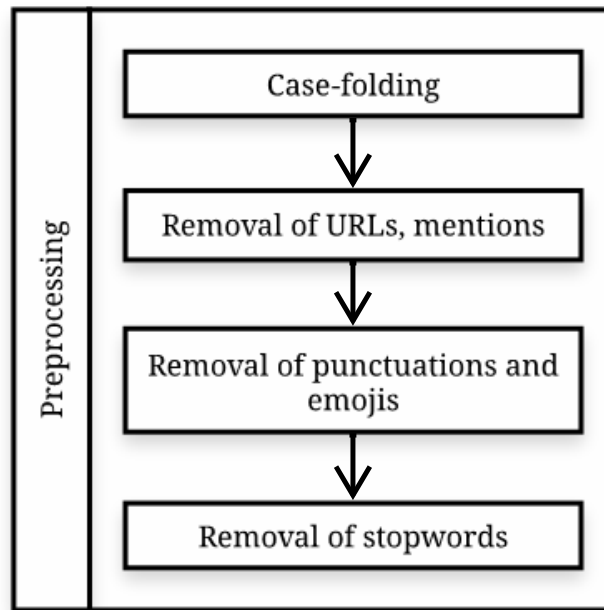 Preprocessing
Case-folding
Removal of URLs, mentions
Removal of punctuations and
emojis
Removal of stopwords